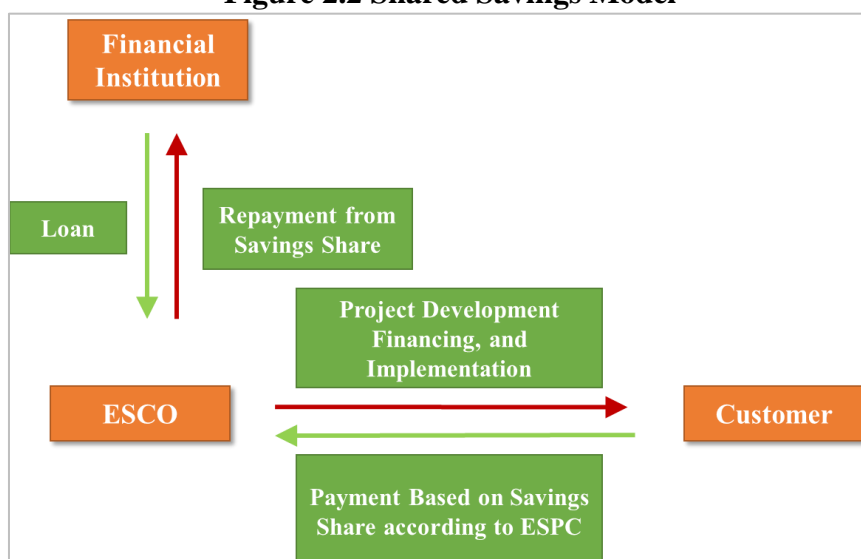 Figure 2.2 Shared Savings Model
Financial
Institution
Loan
Repayment from
Savings Share
Project Development
Financing, and
Implementation
ESCO
Customer
Payment Based on Savings
Share according to ESPC